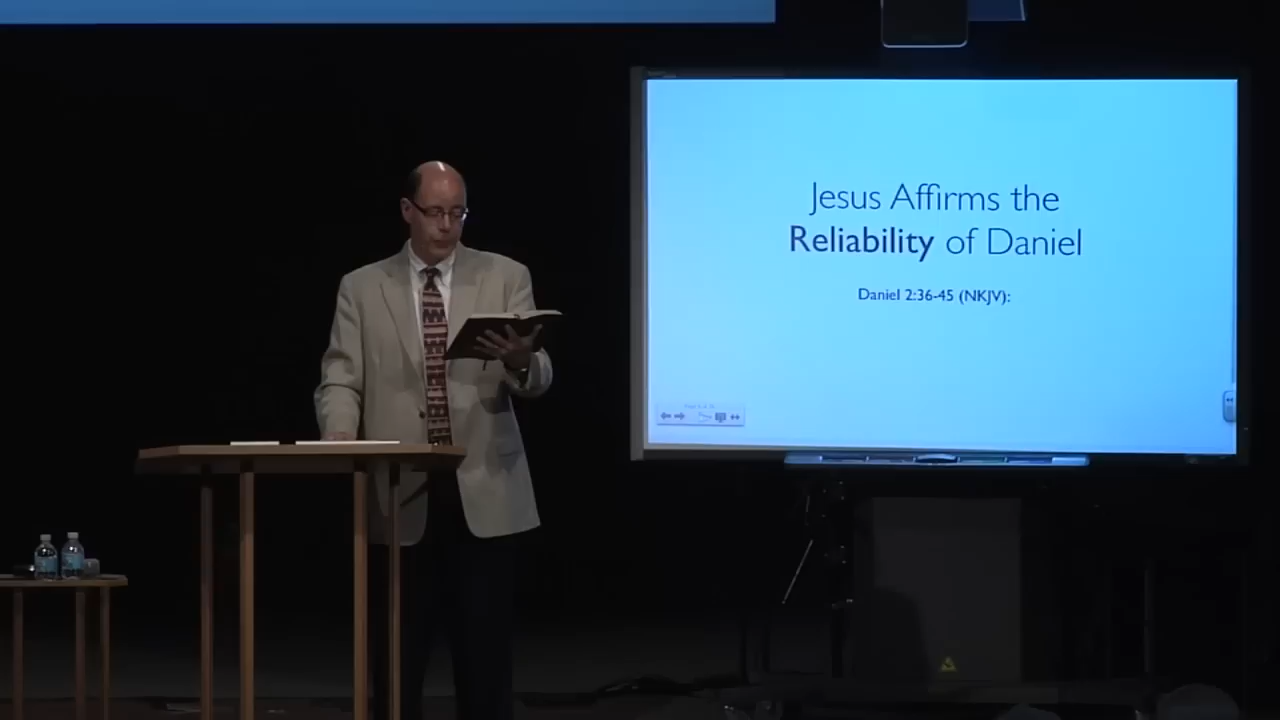 Jesus Affirms the
Reliability of Daniel
Daniel 2:36-45 (NKJV):